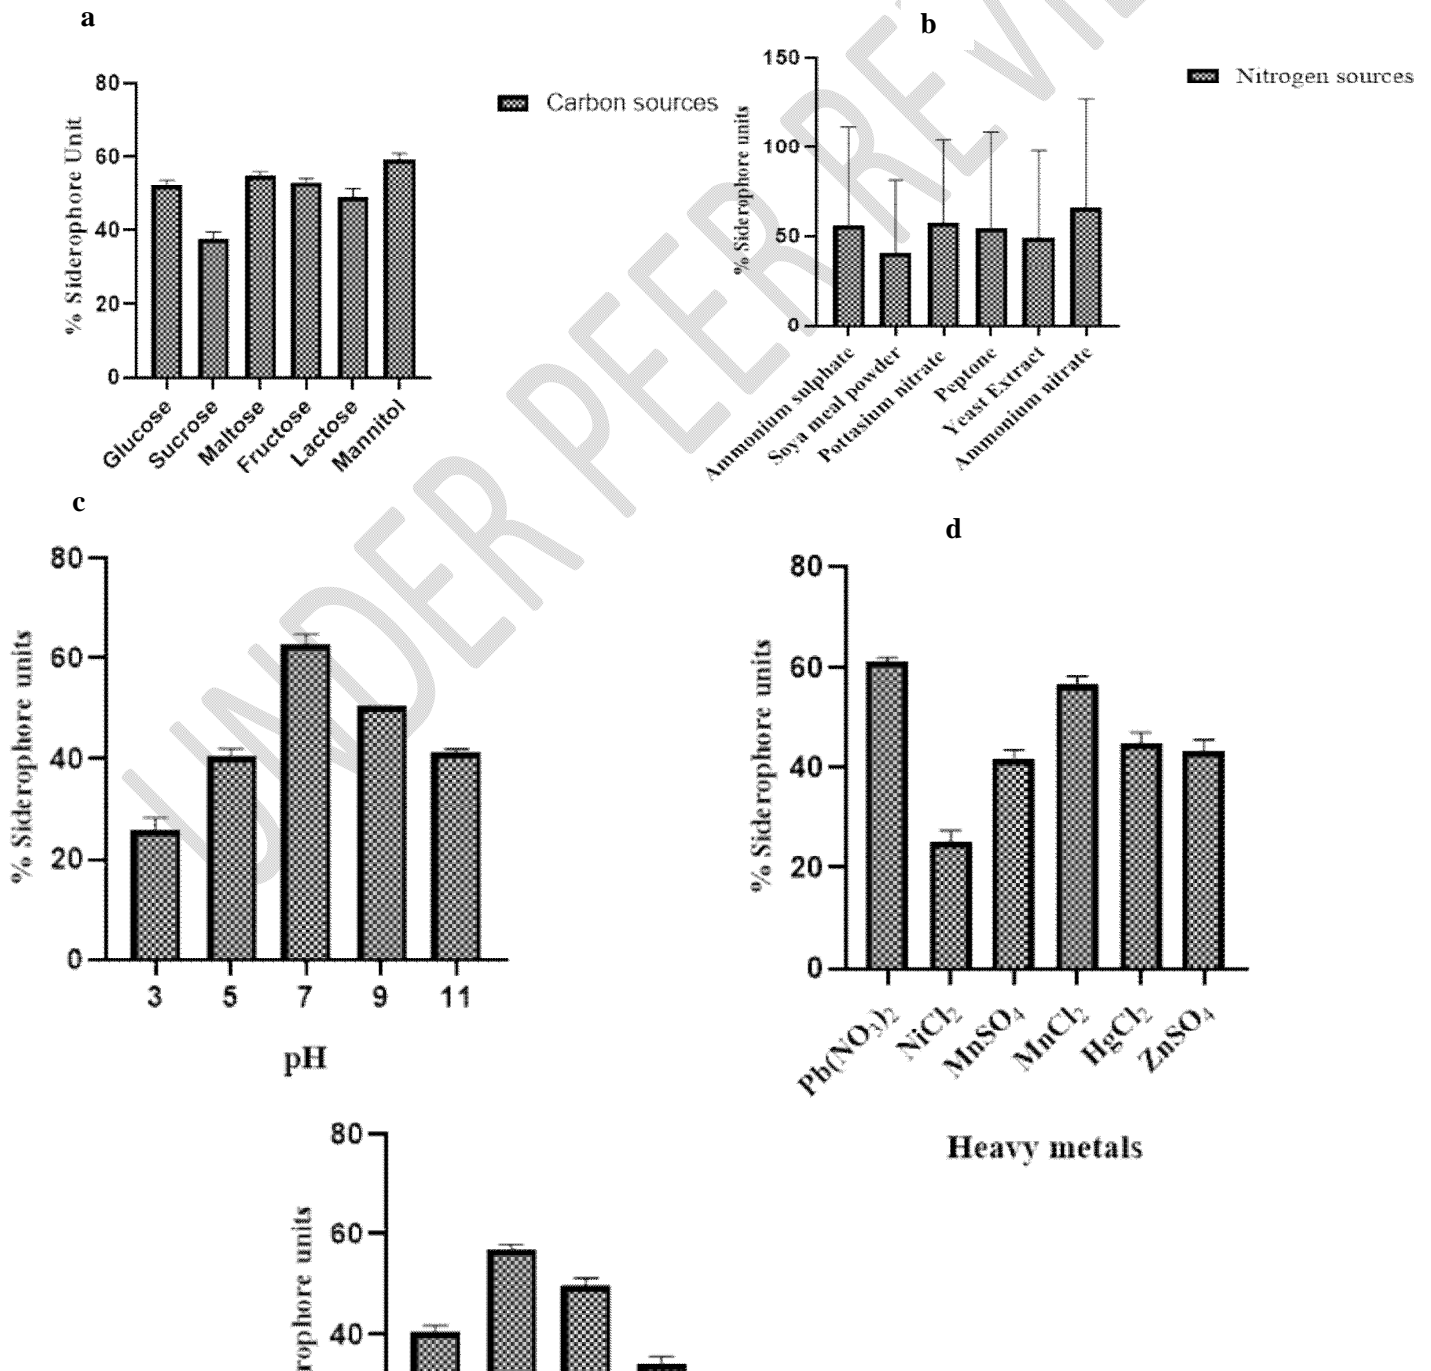 a
80
60
40
20
0
% Siderophore Unit
Carbon sources
Glucose
Sucrose
Maltose
Fructose
Lactose
Mannitol
b
150
100
50
0
% Siderophore units
Nitrogen sources
Ammonium sulphate
Soya meal powder
Pottasium nitrate
Peptone
Yeast Extract
Ammonium nitrate
c
80
60
40
20
0
% Siderophore units
3 5 7 9 11
pH
d
80
60
40
20
0
% Siderophore units
Pb(NO3)2
NiCl2
MnSO4
MnCl2
HgCl2
ZnSO4
Heavy metals
80
60
40
units
UNDER PEER